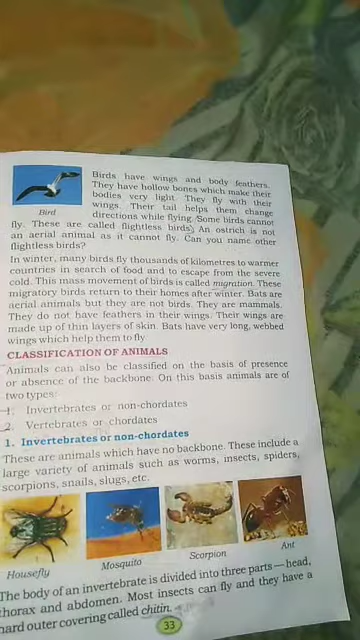 Birds have wings and body feathers.
They have hollow bones which make their
bodies very light. They fly with their
wings. Their tail helps them change
directions while flying. Some birds cannot
Bird
fly. These are called flightless birds. An ostrich is not
an aerial animal as it cannot fly. Can you name other
flightless birds?
In winter, many birds fly thousands of kilometres to warmer
countries in search of food and to escape from the severe
cold. This mass movement of birds is called migration. These
migratory birds return to their homes after winter. Bats are
aerial animals but they are not birds. They are mammals.
They do not have feathers in their wings. Their wings are
made up of thin layers of skin. Bats have very long, webbed
wings which help them to fly
CLASSIFICATION OF ANIMALS
Animals can also be classified on the basis of presence
or absence of the backbone. On this basis animals are of
two types:
1. Invertebrates or non-chordates
2. Vertebrates or chordates
1. Invertebrates or non-chordates
These are animals which have no backbone. These include a
large variety of animals such as worms, insects, spiders,
scorpions, snails, slugs, etc.
Housefly
Mosquito
Scorpion
Ant
The body of an invertebrate is divided into three parts — head,
thorax and abdomen. Most insects can fly and they have a
hard outer covering called chitin.
33